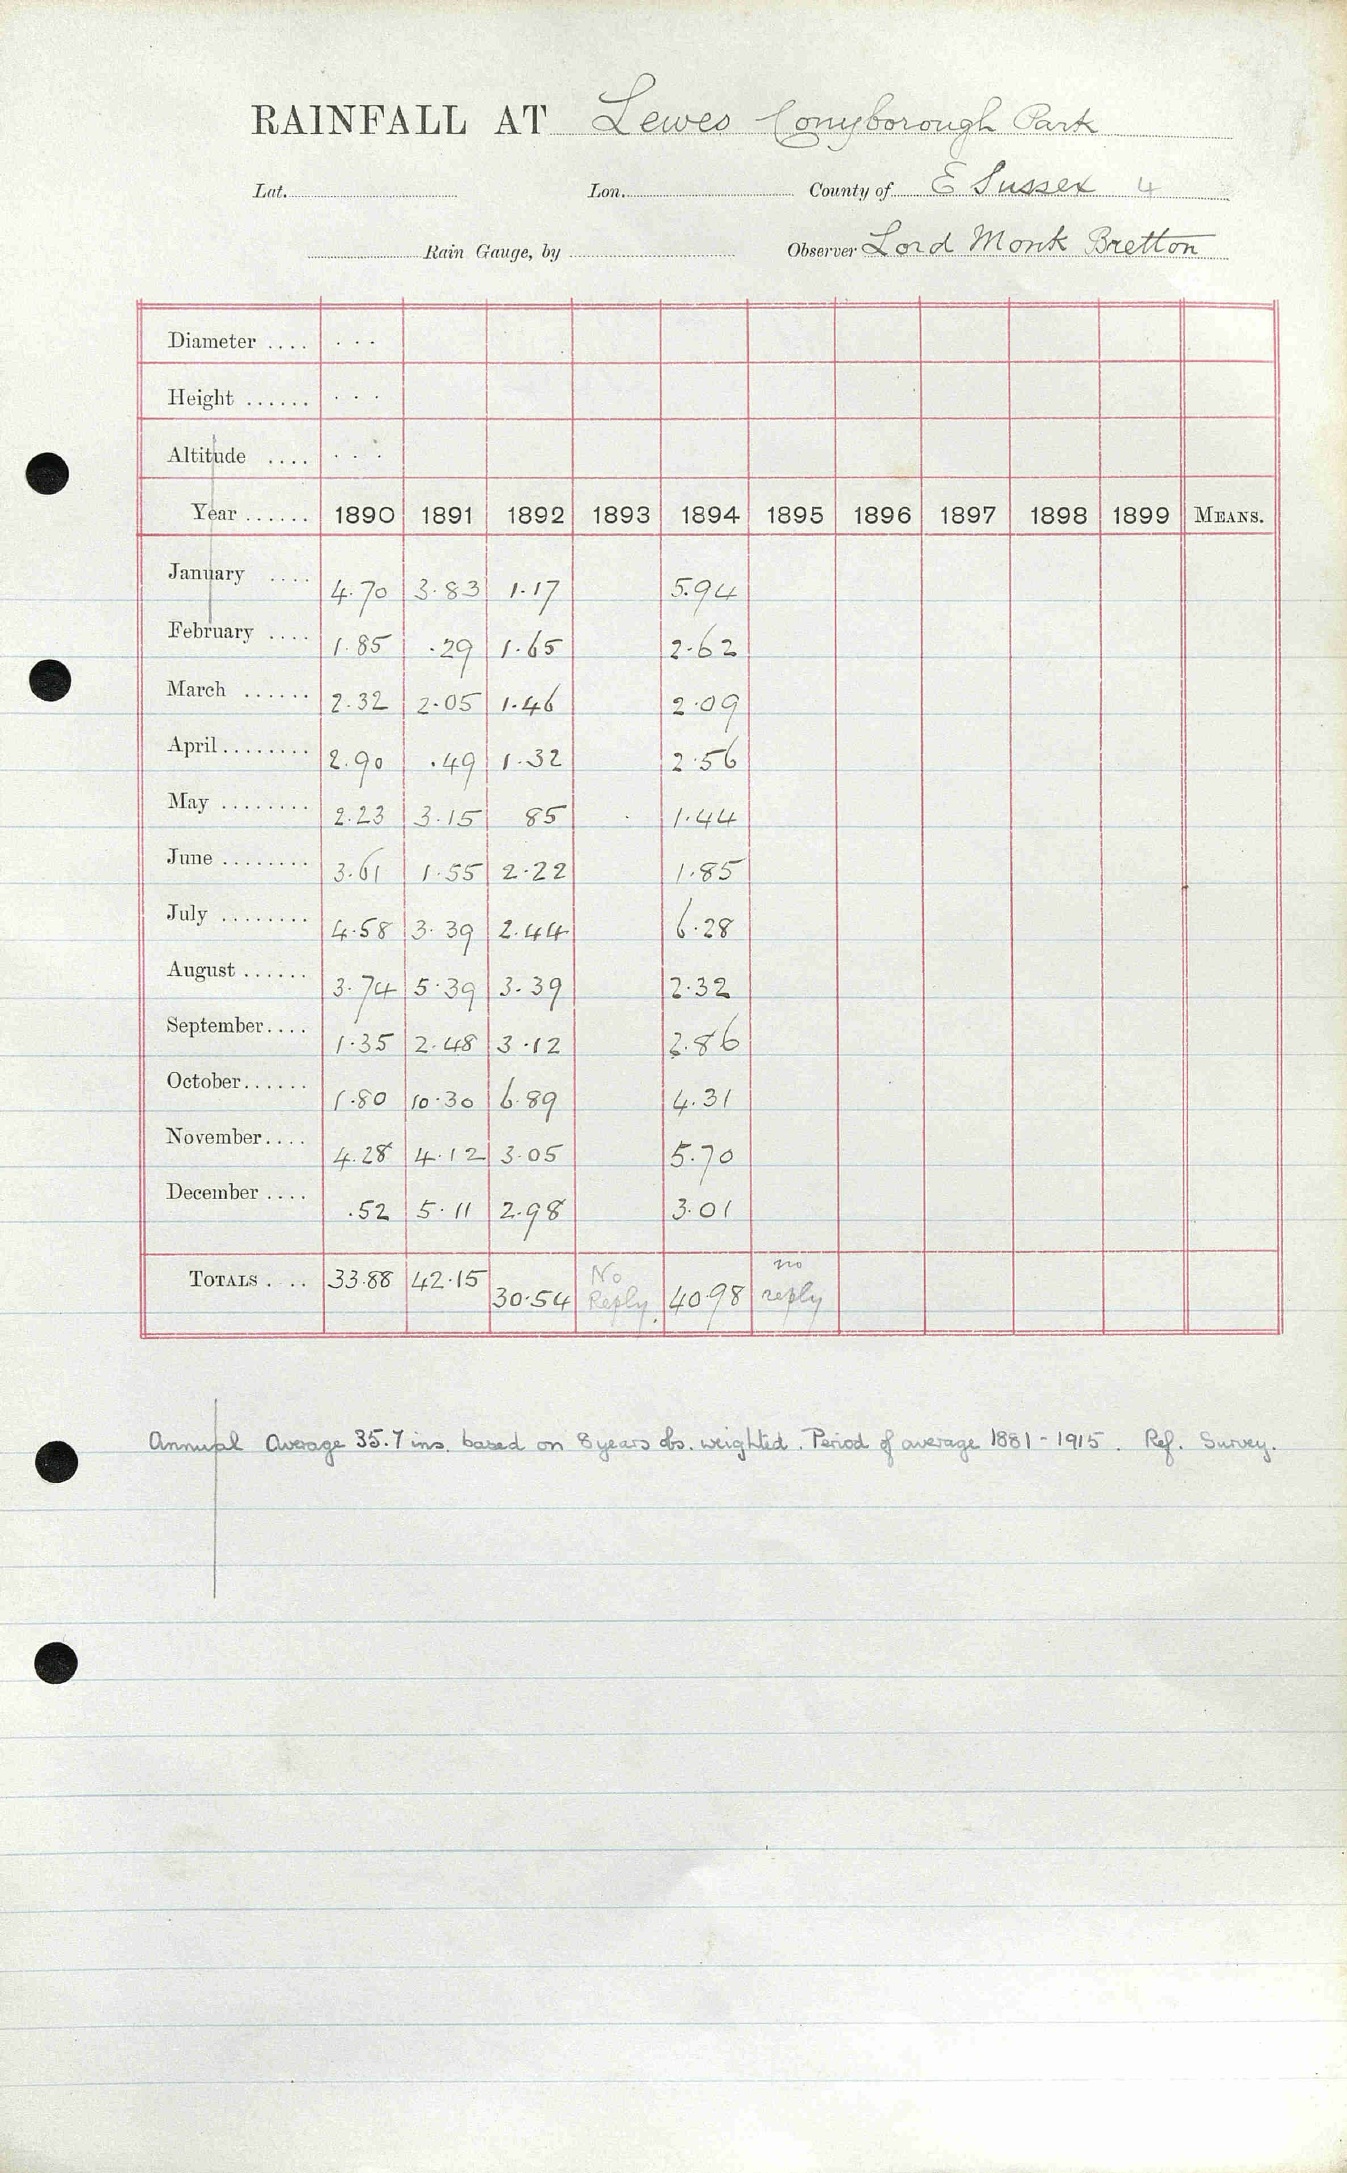 RAINFALL AT Lewes Conyborough Park
Lat. Lon. County of E Sussex 4
Rain Gauge, by Observer Lord Monk Bretton
Diameter .... . . .
Height ...... . . .
Altitude .... . . .
Year ...... 1890 1891 1892 1893 1894 1895 1896 1897 1898 1899 MEANS.
January .... 4.70 3.83 1.17 5.94
February .... 1.85 .29 1.65 2.62
March ...... 2.32 2.05 1.46 2.09
April ........ 2.90 .49 1.32 2.56
May ........ 2.23 3.15 85 1.44
June ........ 3.61 1.55 2.22 1.85
July ........ 4.58 3.39 2.44 6.28
August ...... 3.74 5.39 3.39 2.32
September.... 1.35 2.48 3.12 2.86
October...... 1.80 10.30 6.89 4.31
November.... 4.28 4.12 3.05 5.70
December .... .52 5.11 2.98 3.01
TOTALS . .. 33.88 42.15 30.54 No Reply. 40.98 no reply
Annual Average 35.7 ins. based on 8 years obs. weighted. Period of average 1881-1915. Ref. Survey.